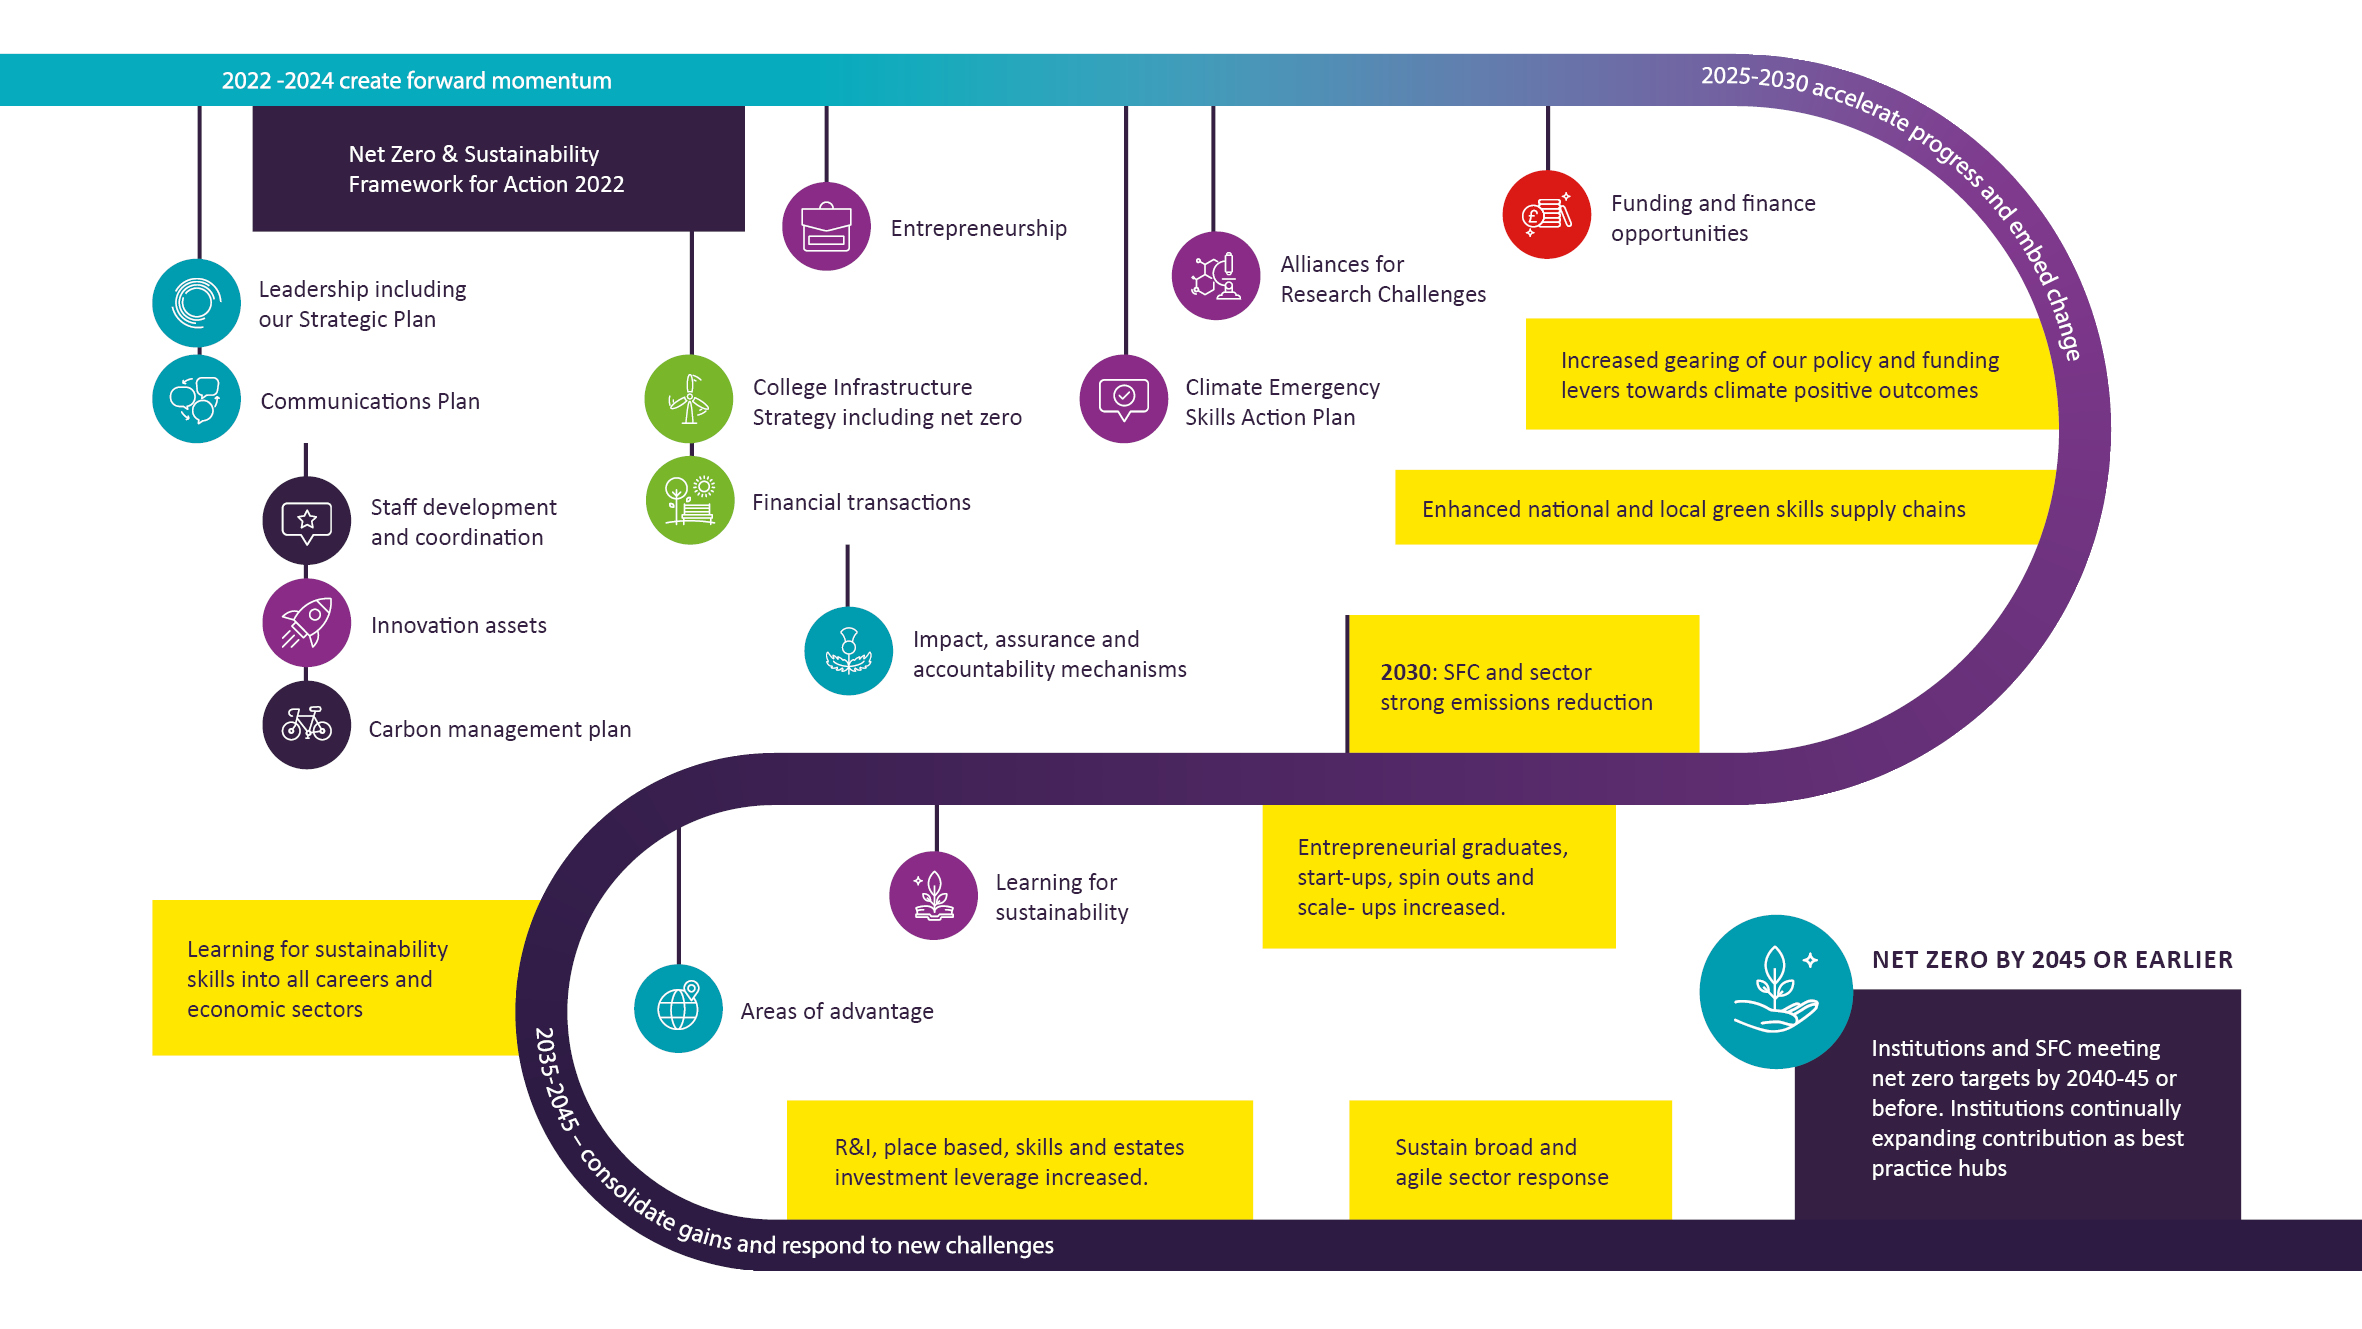 2022 -2024 create forward momentum
2025-2030 accelerate progress and embed change
Net Zero & Sustainability
Framework for Action 2022
Leadership including
our Strategic Plan
Communications Plan
Staff development
and coordination
Innovation assets
Carbon management plan
College Infrastructure
Strategy including net zero
Financial transactions
Impact, assurance and
accountability mechanisms
Entrepreneurship
Climate Emergency
Skills Action Plan
Alliances for
Research Challenges
Funding and finance
opportunities
£
Increased gearing of our policy and funding
levers towards climate positive outcomes
Enhanced national and local green skills supply chains
2030: SFC and sector
strong emissions reduction
Entrepreneurial graduates,
start-ups, spin outs and
scale- ups increased.
Learning for
sustainability
Areas of advantage
Learning for sustainability
skills into all careers and
economic sectors
2035-2045 – consolidate gains and respond to new challenges
R&I, place based, skills and estates
investment leverage increased.
Sustain broad and
agile sector response
NET ZERO BY 2045 OR EARLIER
Institutions and SFC meeting
net zero targets by 2040-45 or
before. Institutions continually
expanding contribution as best
practice hubs